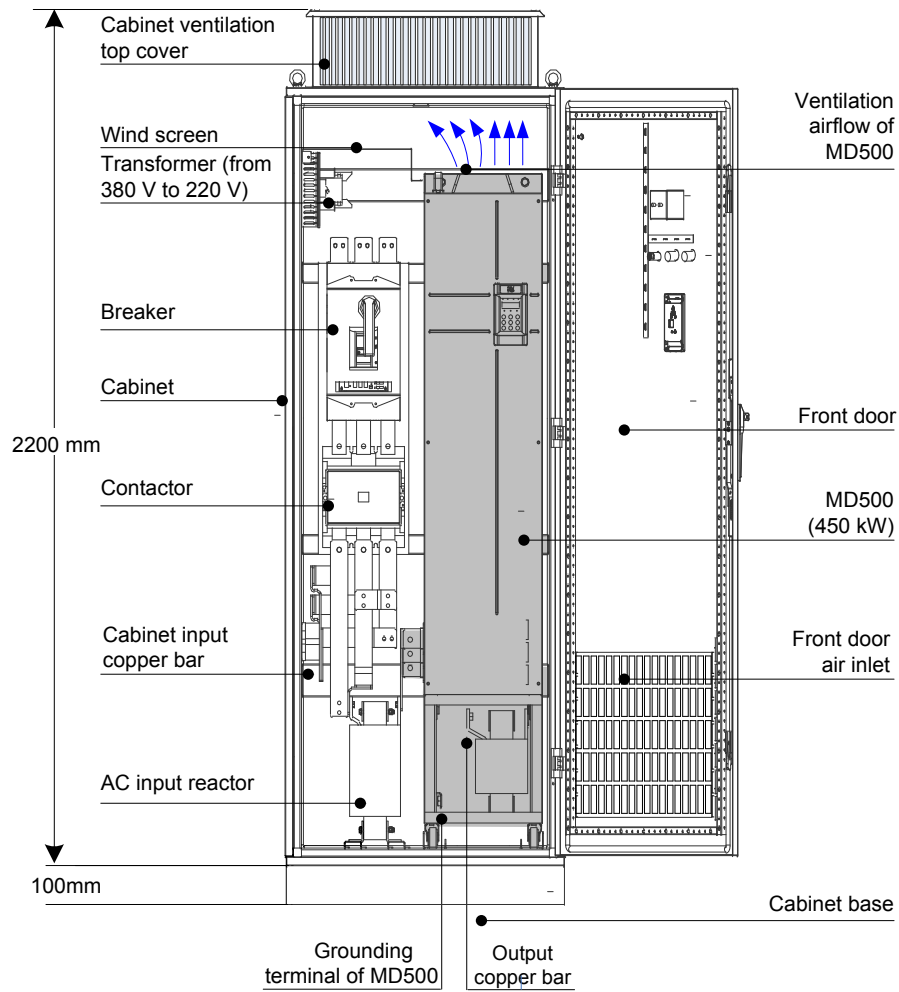 Cabinet ventilation
top cover
Wind screen
Transformer (from
380 V to 220 V)
Breaker
Cabinet
2200 mm
Contactor
Cabinet input
copper bar
AC input reactor
100mm
Grounding
terminal of MD500
Output
copper bar
Ventilation
airflow of
MD500
Front door
MD500
(450 kW)
Front door
air inlet
Cabinet base